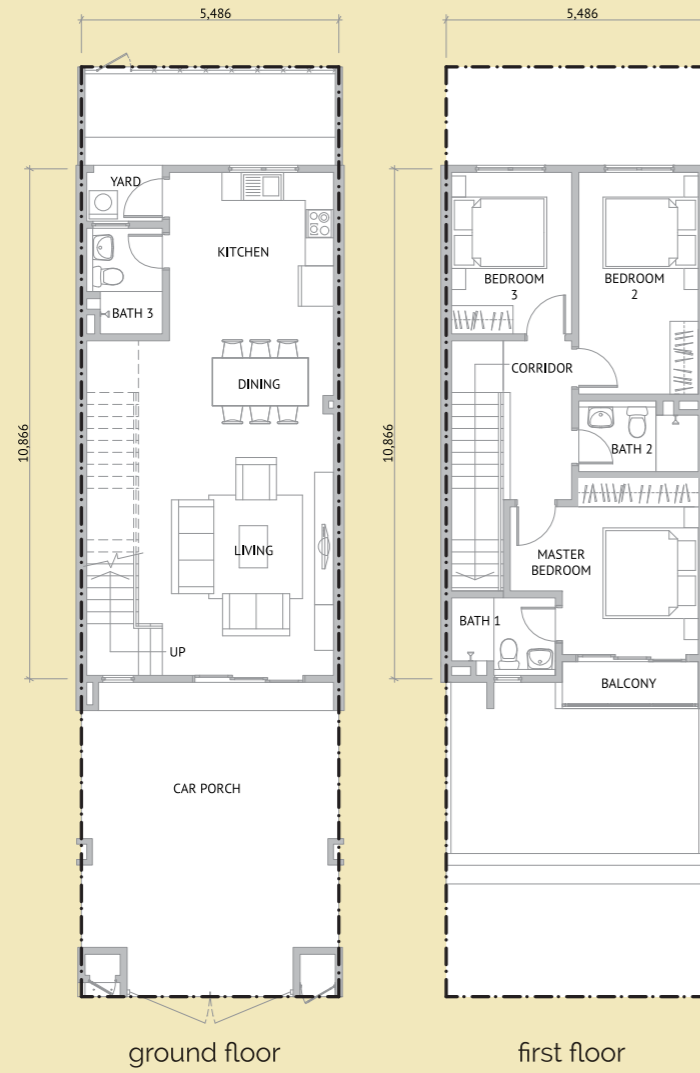 5,486
10,866
YARD
KITCHEN
BATH 3
DINING
LIVING
UP
CAR PORCH
ground floor
5,486
10,866
BEDROOM
3
BEDROOM
2
CORRIDOR
BATH 2
MASTER
BEDROOM
BATH 1
BALCONY
first floor